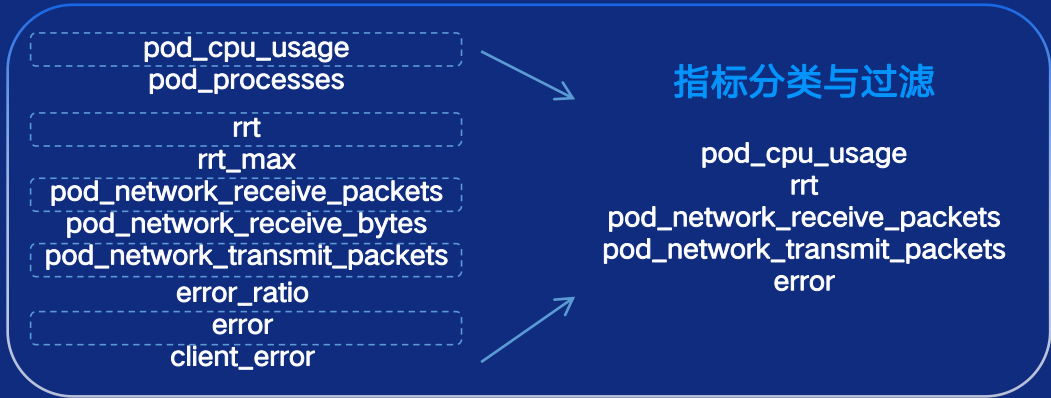 pod_cpu_usage
pod_processes
rrt
rrt_max
pod_network_receive_packets
pod_network_receive_bytes
pod_network_transmit_packets
error_ratio
error
client_error
指标分类与过滤
pod_cpu_usage
rrt
pod_network_receive_packets
pod_network_transmit_packets
error